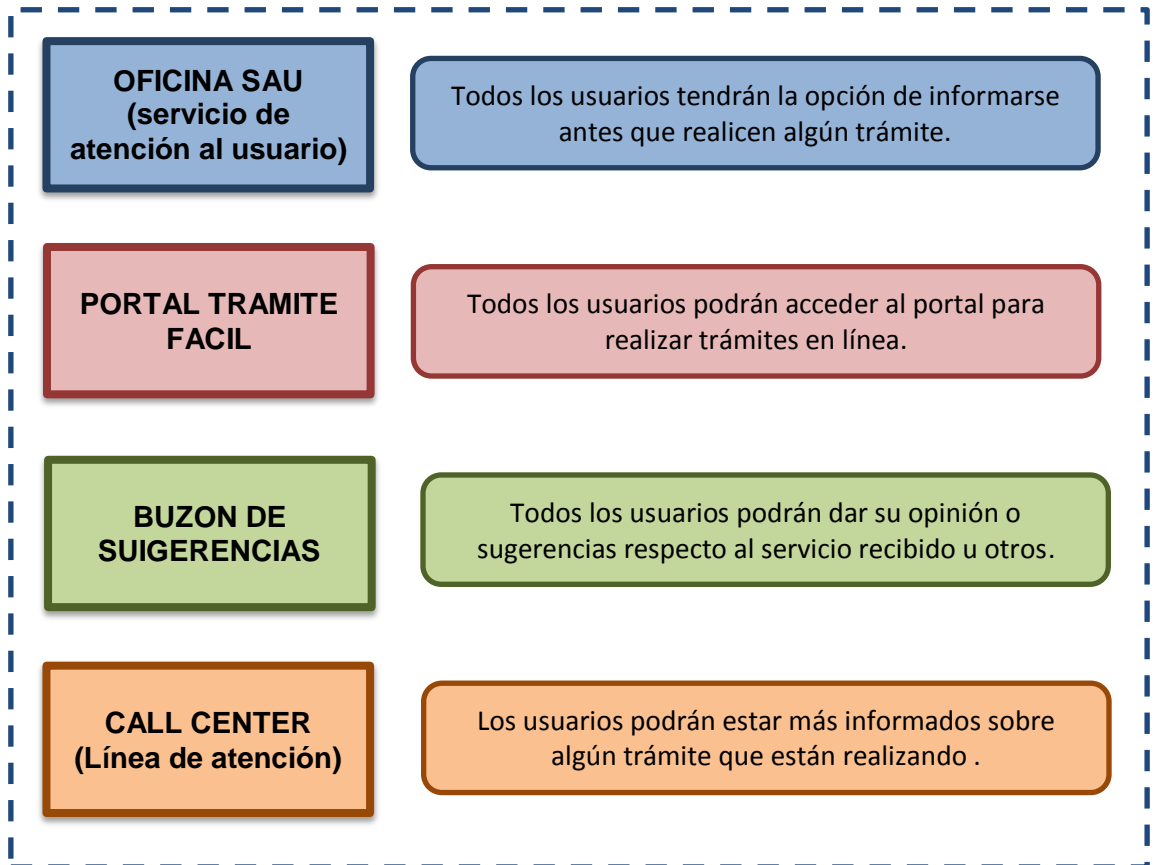 OFICINA SAU
(servicio de
atención al usuario)
Todos los usuarios tendrán la opción de informarse
antes que realicen algún trámite.
PORTAL TRAMITE
FACIL
Todos los usuarios podrán acceder al portal para
realizar trámites en línea.
BUZON DE
SUIGERENCIAS
Todos los usuarios podrán dar su opinión o
sugerencias respecto al servicio recibido u otros.
CALL CENTER
(Línea de atención)
Los usuarios podrán estar más informados sobre
algún trámite que están realizando .